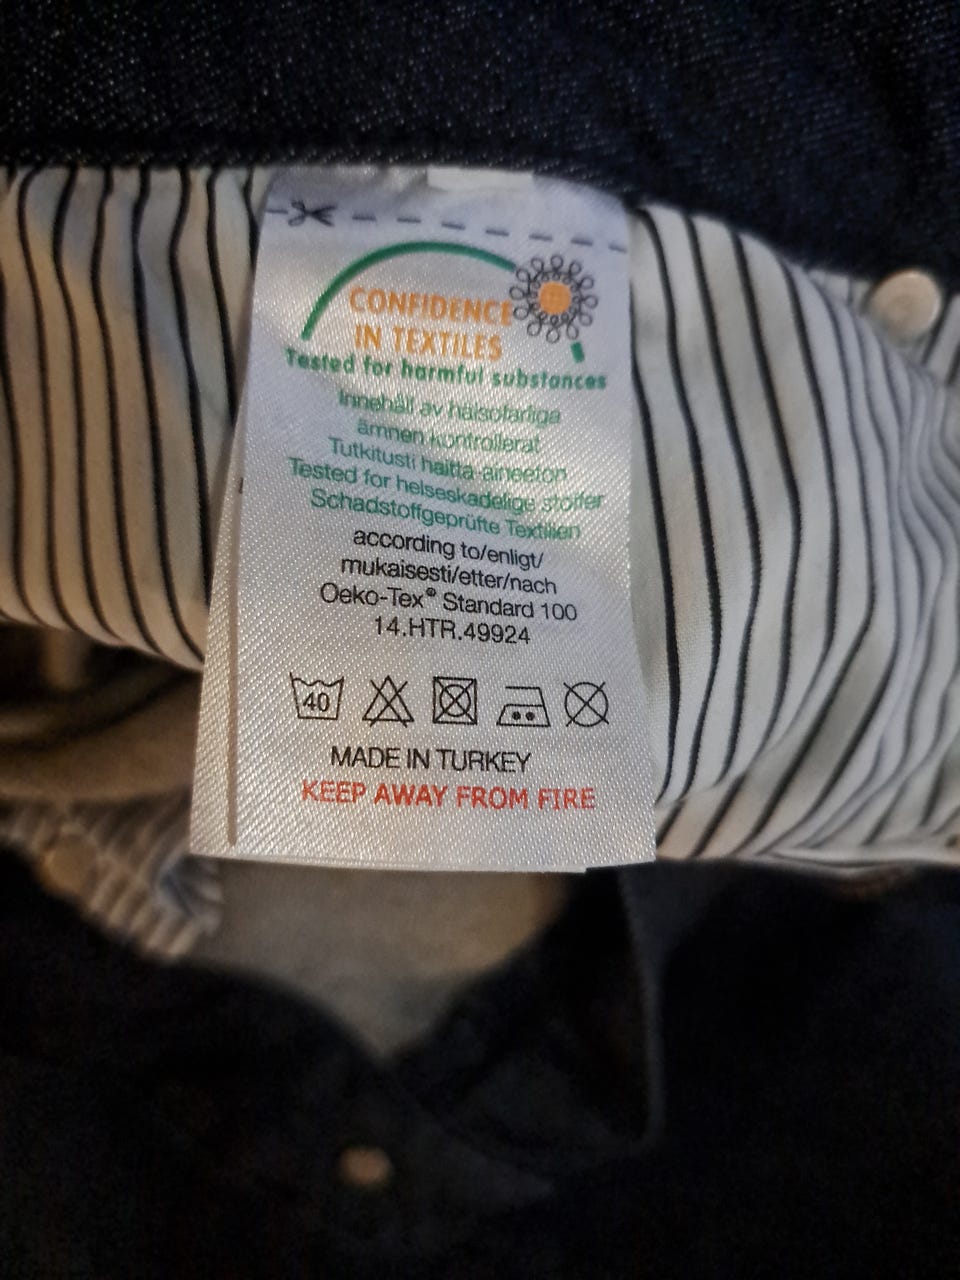 CONFIDENCE
IN TEXTILES
Tested for harmful substances
Innehåll av hälsofarliga
ämnen kontrollerat
Tutkitusti haitta-aineeton
Tested for helseskadelige stoffer
Schadstoffgeprüfte Textilien
according to/enligt/
mukaisesti/etter/nach
Oeko-Tex® Standard 100
14.HTR.49924
40
MADE IN TURKEY
KEEP AWAY FROM FIRE